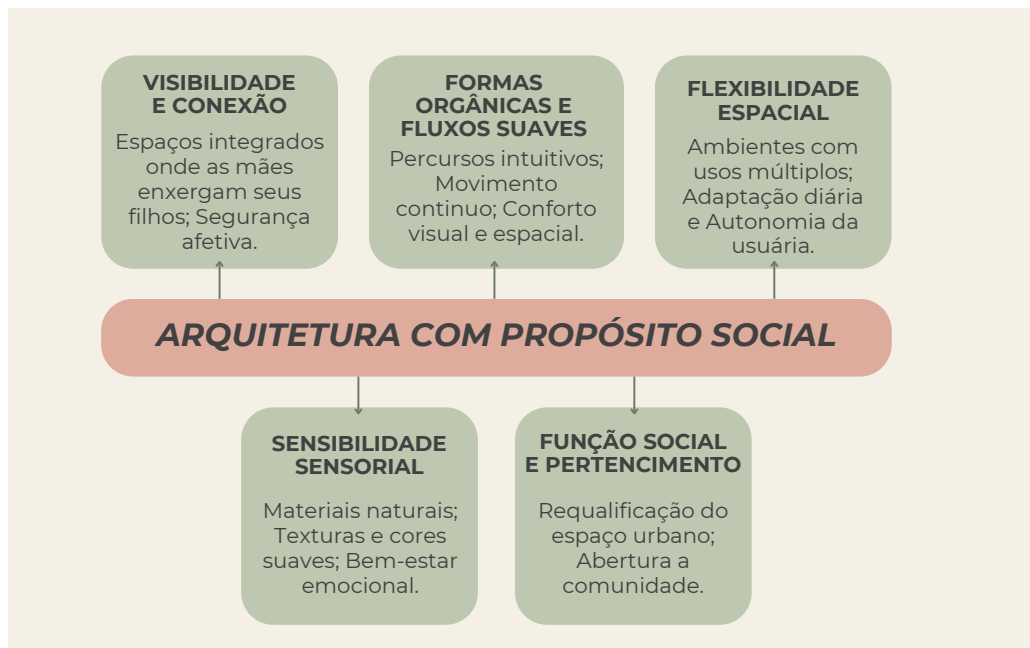 VISIBILIDADE
E CONEXÃO
Espaços integrados
onde as mães
enxergam seus
filhos; Segurança
afetiva.
FORMAS
ORGÂNICAS E
FLUXOS SUAVES
Percursos intuitivos;
Movimento
continuo; Conforto
visual e espacial.
FLEXIBILIDADE
ESPACIAL
Ambientes com
usos múltiplos;
Adaptação diária
e Autonomia da
usuária.
ARQUITETURA COM PROPÓSITO SOCIAL
SENSIBILIDADE
SENSORIAL
Materiais naturais;
Texturas e cores
suaves; Bem-estar
emocional.
FUNÇÃO SOCIAL
E PERTENCIMENTO
Requalificação do
espaço urbano;
Abertura a
comunidade.